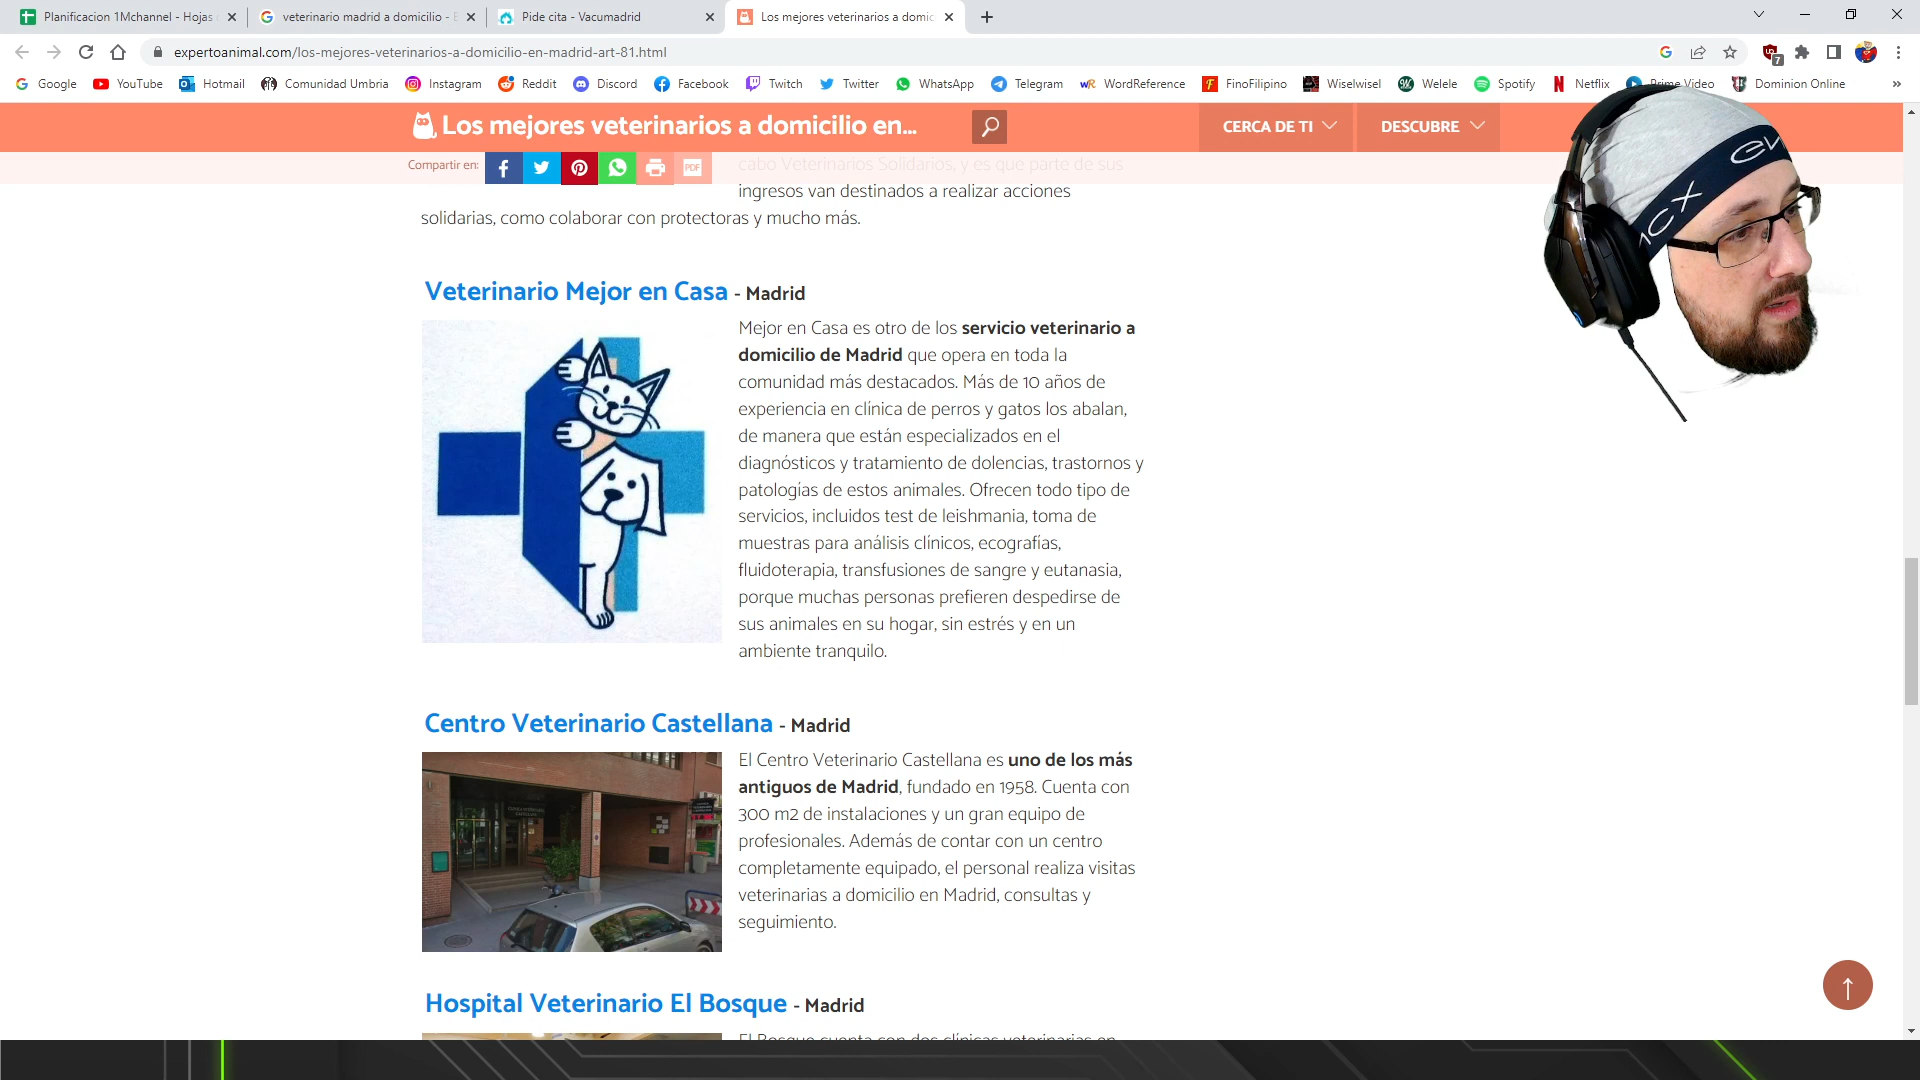 Planificacion 1Mchannel - Hojas
veterinario madrid a domicilio - 
Pide cita - Vacumadrid
Los mejores veterinarios a domic
expertoanimal.com/los-mejores-veterinarios-a-domicilio-en-madrid-art-81.html
7
Google YouTube Hotmail Comunidad Umbria Instagram Reddit Discord Facebook Twitch Twitter WhatsApp Telegram WordReference FinoFilipino Wiselwisel Welele Spotify Netflix Prime Video Dominion Online »
Los mejores veterinarios a domicilio en...
CERCA DE TI
DESCUBRE
Compartir en:
PDF
cabo Veterinarios Solidarios, y es que parte de sus
ingresos van destinados a realizar acciones
solidarias, como colaborar con protectoras y mucho más.
Veterinario Mejor en Casa - Madrid
Mejor en Casa es otro de los servicio veterinario a
domicilio de Madrid que opera en toda la
comunidad más destacados. Más de 10 años de
experiencia en clínica de perros y gatos los abalan,
de manera que están especializados en el
diagnósticos y tratamiento de dolencias, trastornos y
patologías de estos animales. Ofrecen todo tipo de
servicios, incluidos test de leishmania, toma de
muestras para análisis clínicos, ecografías,
fluidoterapia, transfusiones de sangre y eutanasia,
porque muchas personas prefieren despedirse de
sus animales en su hogar, sin estrés y en un
ambiente tranquilo.
Centro Veterinario Castellana - Madrid
El Centro Veterinario Castellana es uno de los más
antiguos de Madrid, fundado en 1958. Cuenta con
300 m2 de instalaciones y un gran equipo de
profesionales. Además de contar con un centro
completamente equipado, el personal realiza visitas
veterinarias a domicilio en Madrid, consultas y
seguimiento.
Hospital Veterinario El Bosque - Madrid
El Bosque cuenta con dos clínicas veterinarias en